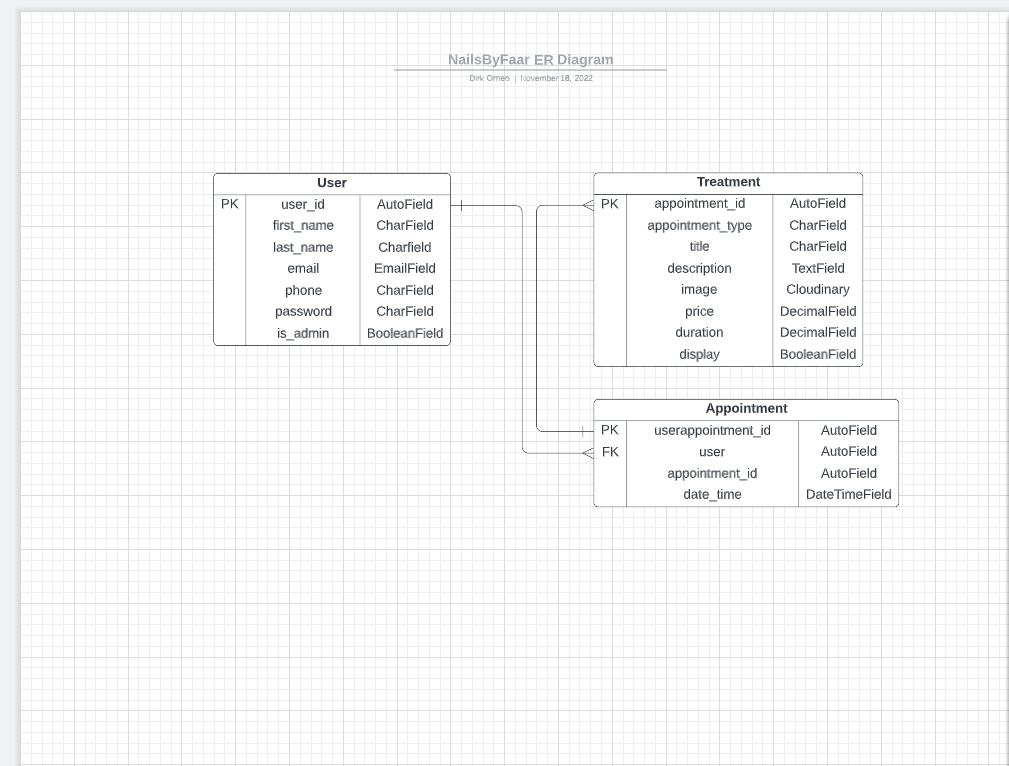 NailsByFaar ER Diagram
Dirk Ornee | November 18, 2022
User
PK user_id AutoField
first_name CharField
last_name Charfield
email EmailField
phone CharField
password CharField
is_admin BooleanField
Treatment
PK appointment_id AutoField
appointment_type CharField
title CharField
description TextField
image Cloudinary
price DecimalField
duration DecimalField
display BooleanField
Appointment
PK userappointment_id AutoField
FK user AutoField
appointment_id AutoField
date_time DateTimeField